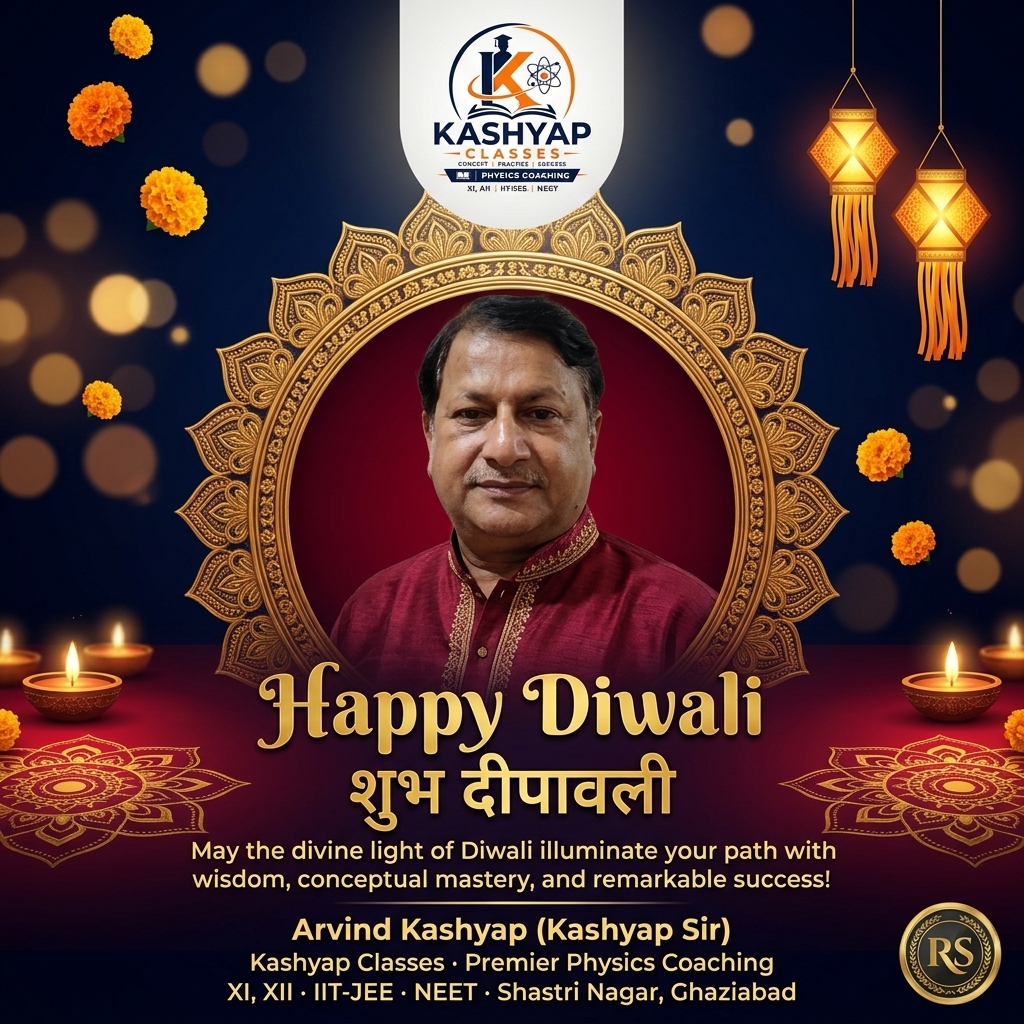 KASHYAP
CLASSES
CONCEPT | PRACTICE |
PHYSICS COACHING
Happy Diwali
शुभ दीपावली
May the divine light of Diwali illuminate your path with
wisdom, conceptual mastery, and remarkable success!
Arvind Kashyap (Kashyap Sir)
Kashyap Classes · Premier Physics Coaching
XI, XII · IIT-JEE · NEET · Shastri Nagar, Ghaziabad
RS